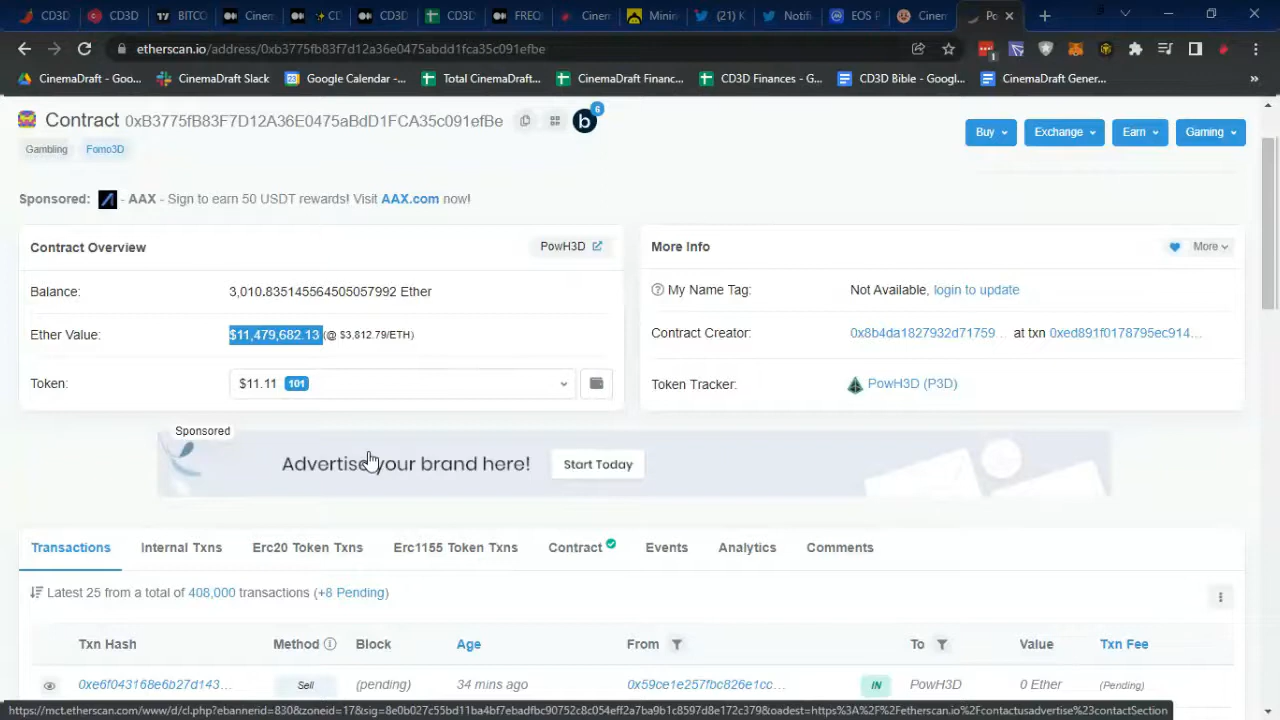 CD3D
CD3D
BITCO
Cinem
CD
CD3D
CD3D
FREQ
Cinem
Minin
(21) K
Notifi
EOS P
Cinem
Po
etherscan.io/address/0xb3775fb83f7d12a36e0475abdd1fca35c091efbe
1
CinemaDraft - Goo...
CinemaDraft Slack
Google Calendar -...
Total CinemaDraft...
CinemaDraft Financ...
CD3D Finances - G...
CD3D Bible - Googl...
CinemaDraft Gener...
»
Contract 0xB3775fB83F7D12A36E0475aBdD1FCA35c091efBe
b
6
Buy
Exchange
Earn
Gaming
Gambling
Fomo3D
Sponsored: - AAX - Sign to earn 50 USDT rewards! Visit AAX.com now!
Contract Overview
PowH3D
Balance: 3,010.835145564505057992 Ether
Ether Value: $11,479,682.13 (@ $3,812.79/ETH)
Token: $11.11 101
More Info
More
My Name Tag: Not Available, login to update
Contract Creator: 0x8b4da1827932d71759... at txn 0xed891f0178795ec914...
Token Tracker: PowH3D (P3D)
Sponsored
Advertise your brand here! Start Today
Transactions
Internal Txns
Erc20 Token Txns
Erc1155 Token Txns
Contract
Events
Analytics
Comments
Latest 25 from a total of 408,000 transactions (+8 Pending)
Txn Hash Method Block Age From To Value Txn Fee
0xe6f043168e6b27d143... Sell (pending) 34 mins ago 0x59ce1e257fbc826e1cc... IN PowH3D 0 Ether (Pending)
https://mct.etherscan.com/www/d/cl.php?ebannerid=830&zoneid=17&sig=8e0b027251c55bd11ba4bf7ebadfbc90752c8c054eff2a7ba9b1c8597d8e172c379&oadest=https%3A%2F%2Fetherscan.io%2Fcontactusadvertise%23contactSection